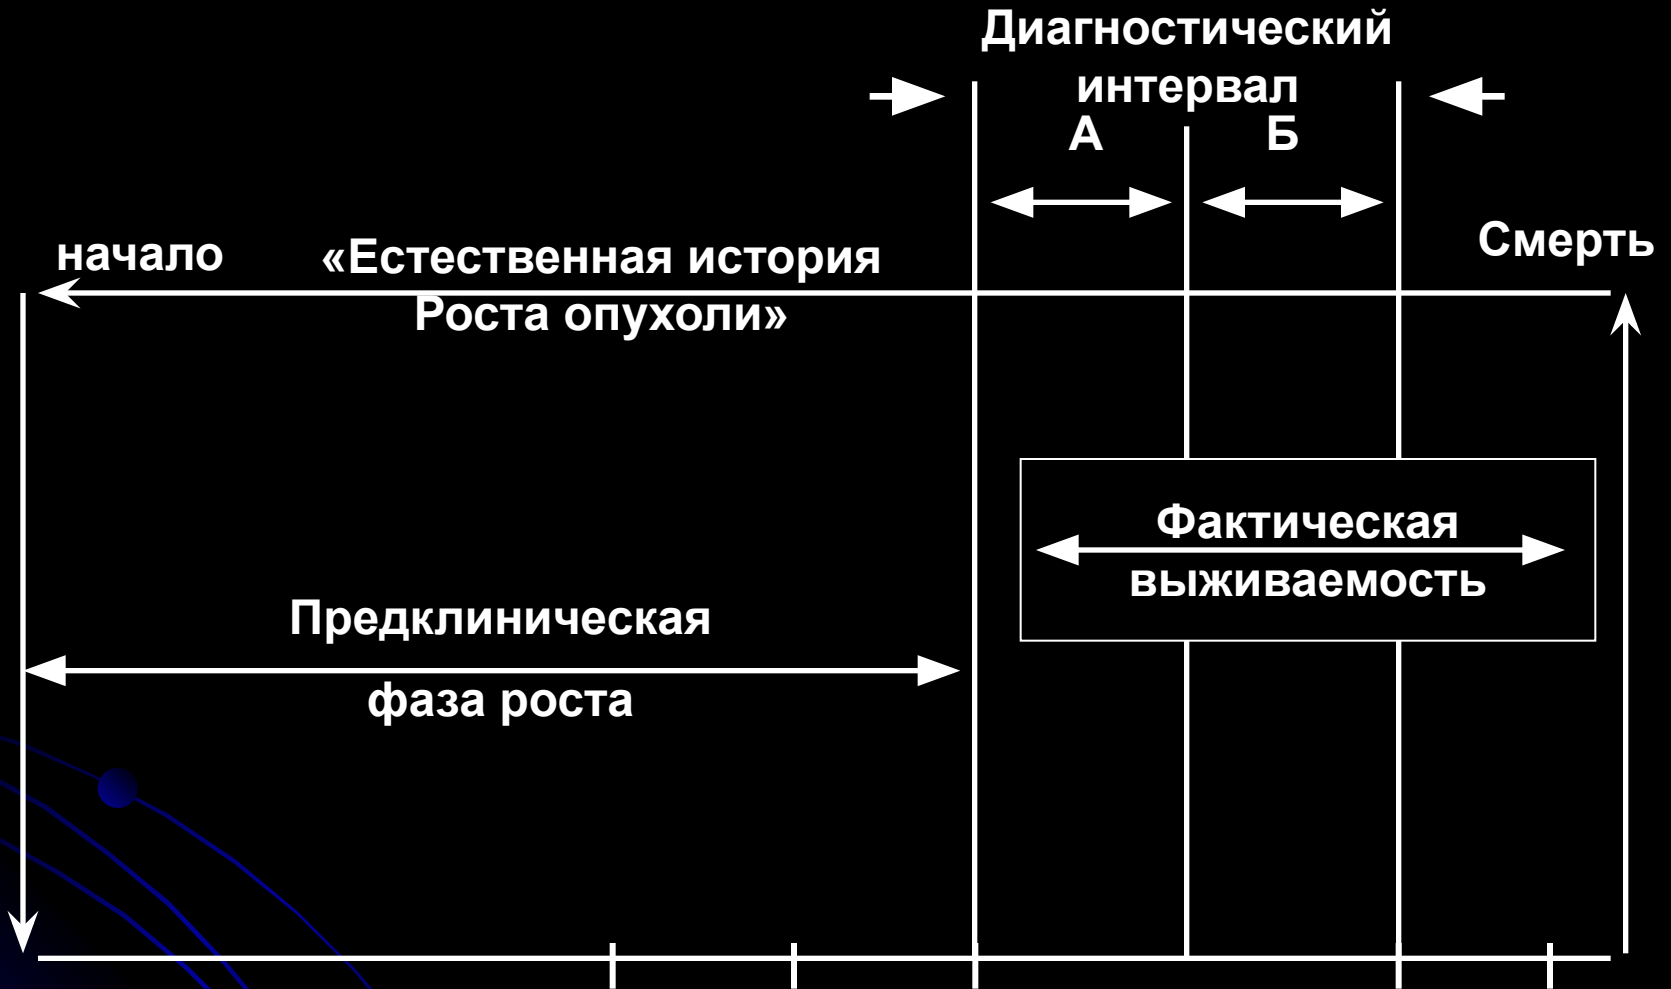 Диагностический
интервал
А Б
начало
«Естественная история
Роста опухоли»
Смерть
Фактическая
выживаемость
Предклиническая
фаза роста